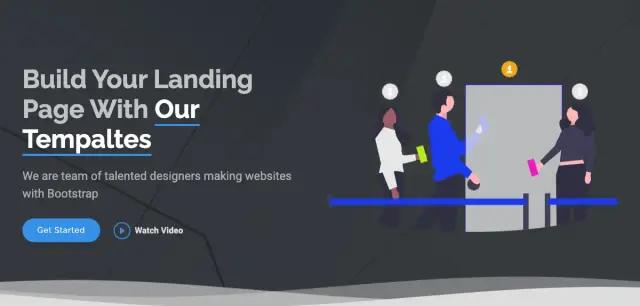 Build Your Landing
Page With Our
Tempaltes
We are team of talented designers making websites
with Bootstrap
Get Started
Watch Video